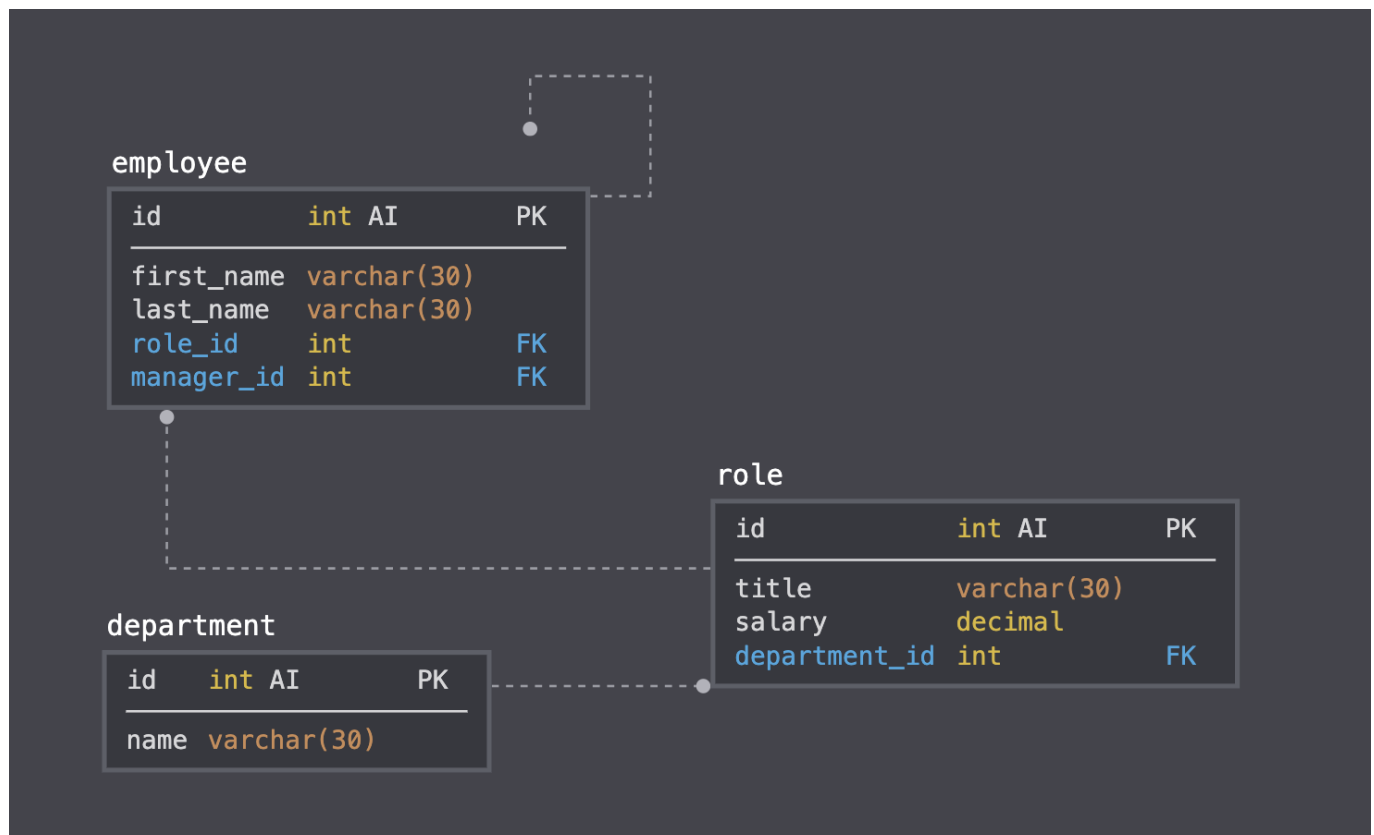 employee
id int AI PK
first_name varchar(30)
last_name varchar(30)
role_id int FK
manager_id int FK
role
id int AI PK
title varchar(30)
salary decimal
department_id int FK
department
id int AI PK
name varchar(30)